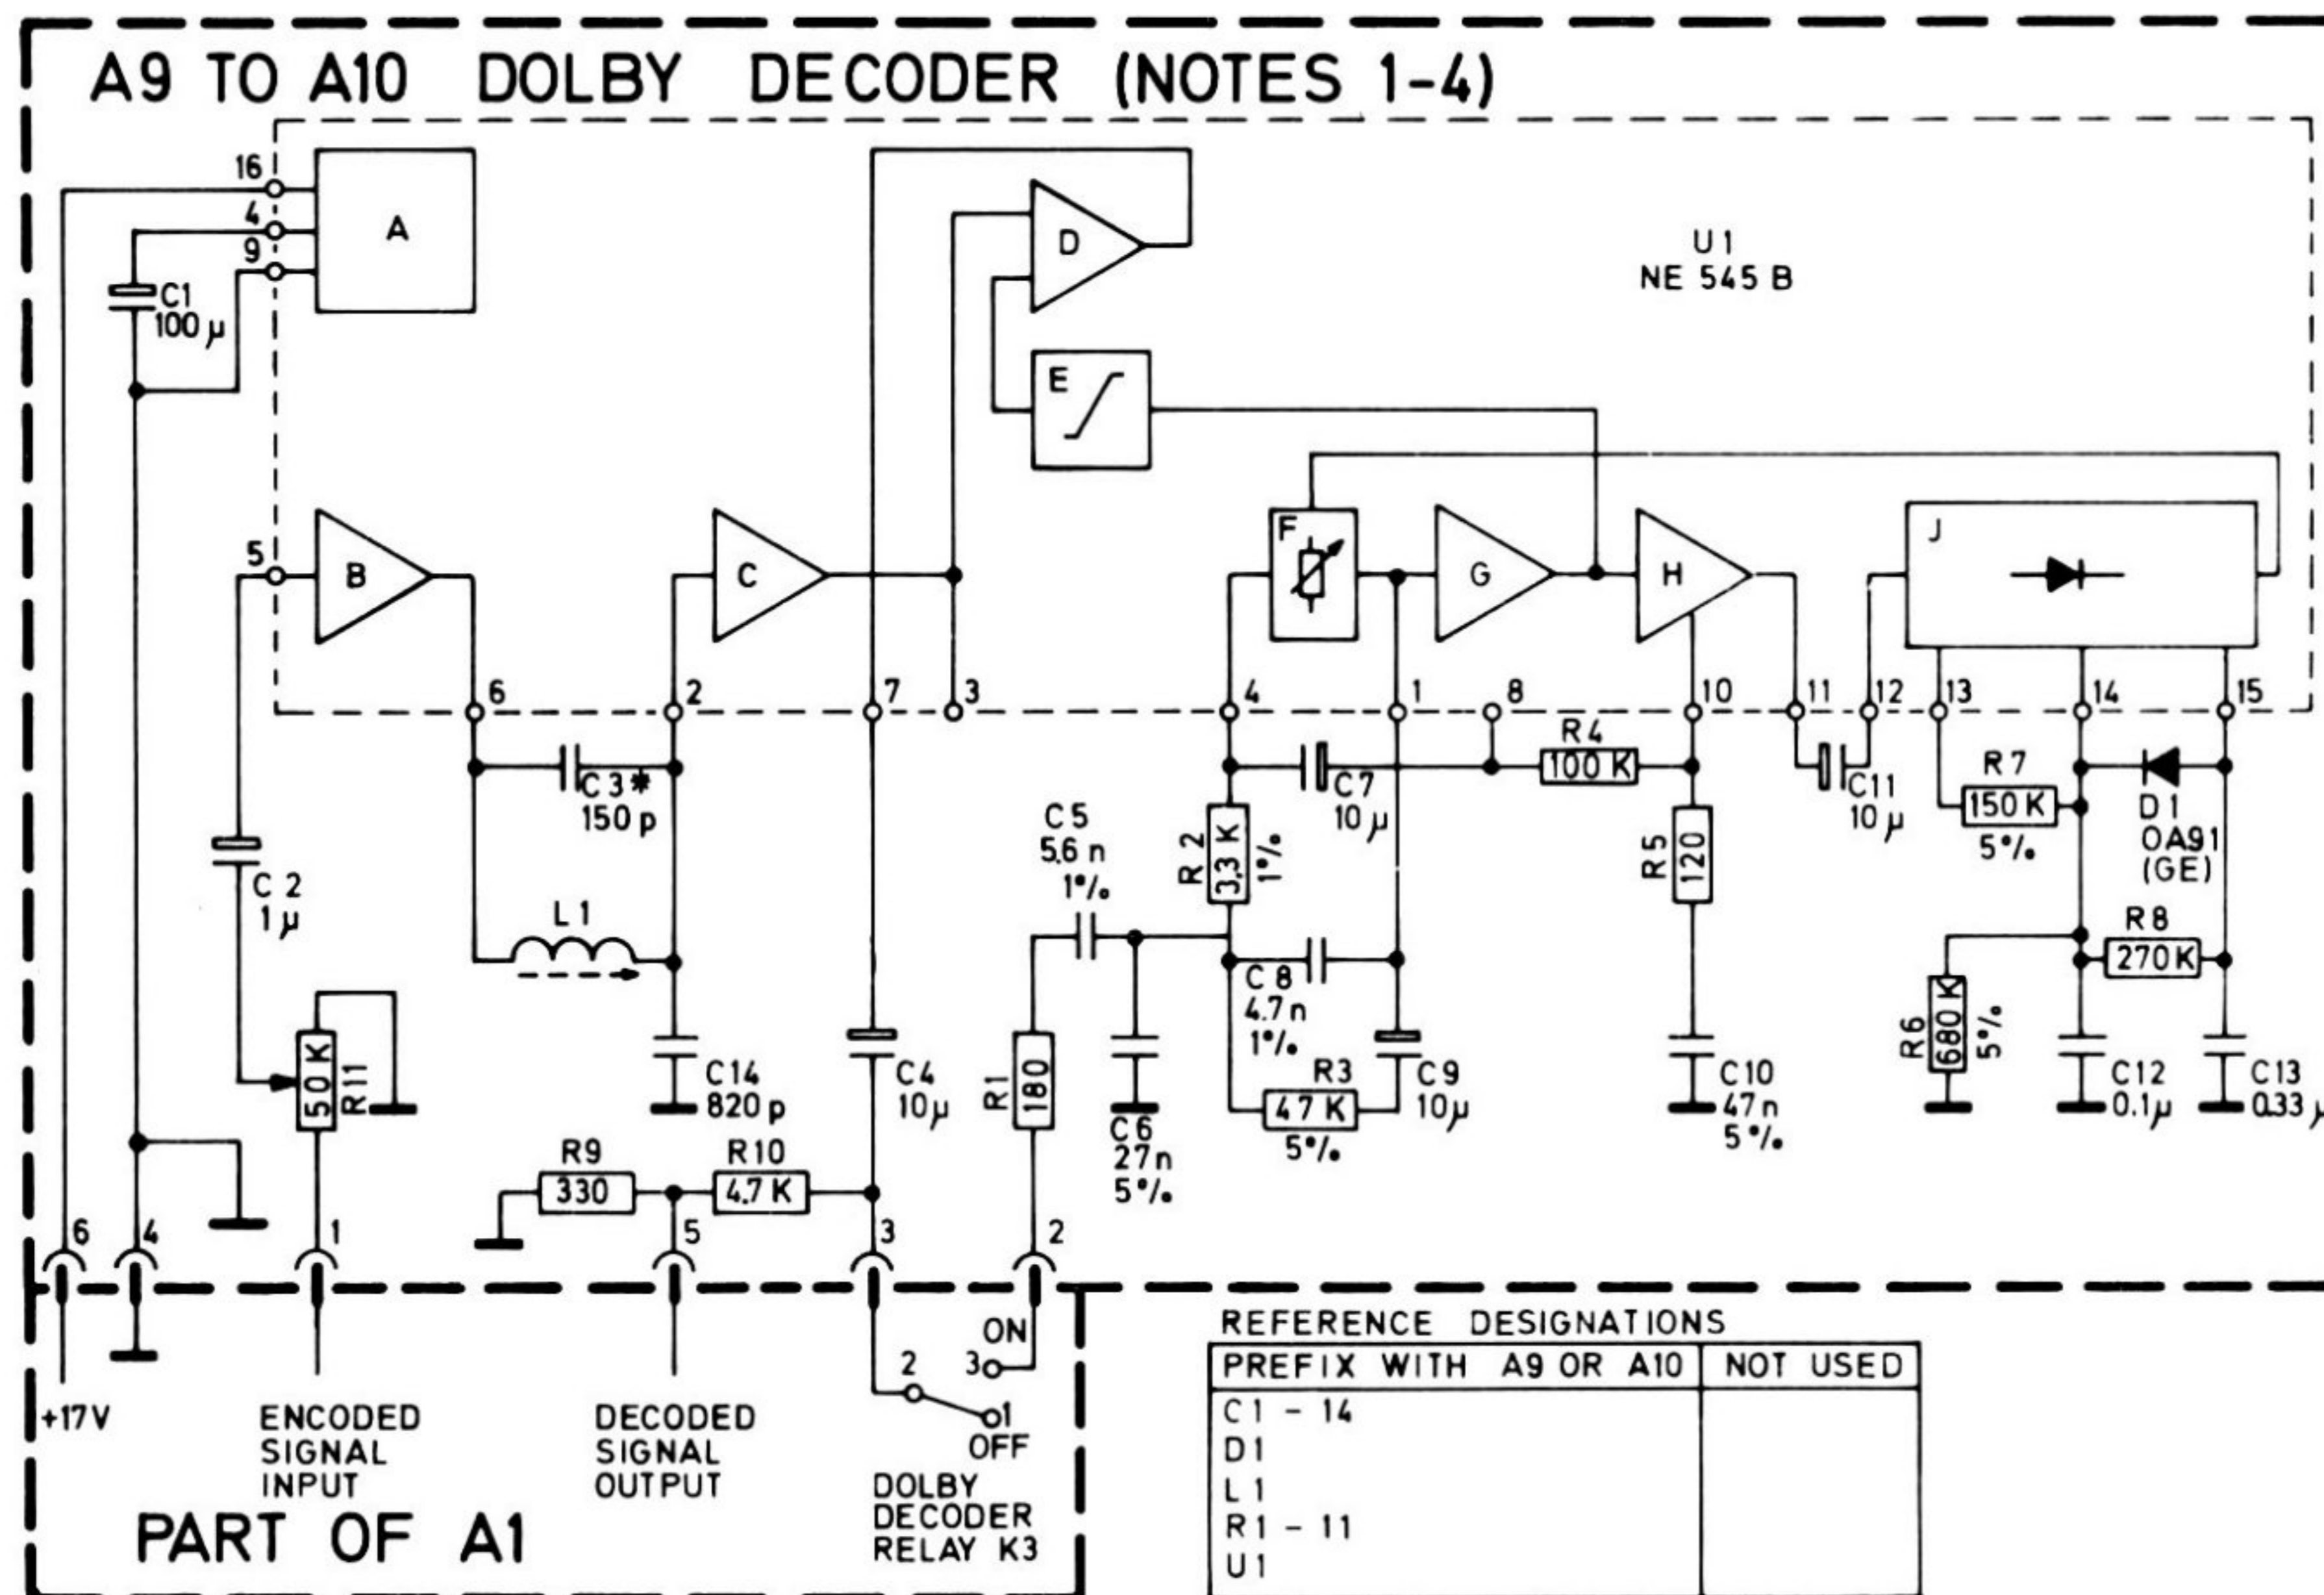 A9 TO A10 DOLBY DECODER (NOTES 1-4)
16
4
9
A
D
U1
NE 545 B
C1
100 µ
E
5
B
C
F
G
H
J
6
2
7
3
4
1
8
10
11
12
13
14
15
C3*
150 p
C7
10 µ
R4
100 K
C11
10 µ
R7
150 K
5%
D1
OA91
(GE)
C5
5.6 n
1%
R2
3.3 K
1%
R5
120
C2
1 µ
L1
R8
270 K
C8
4.7 n
1%
R6
680 K
5%
50 K
R11
C14
820 p
C4
10 µ
R1
180
C6
27 n
5%
R3
47 K
5%
C9
10 µ
C10
47 n
5%
C12
0.1 µ
C13
0.33 µ
R9
330
R10
4.7 K
6
4
1
5
3
2
ON
2
3
1
OFF
+17V
ENCODED
SIGNAL
INPUT
DECODED
SIGNAL
OUTPUT
DOLBY
DECODER
RELAY K3
PART OF A1
REFERENCE DESIGNATIONS
PREFIX WITH A9 OR A10 NOT USED
C1 - 14
D1
L1
R1 - 11
U1